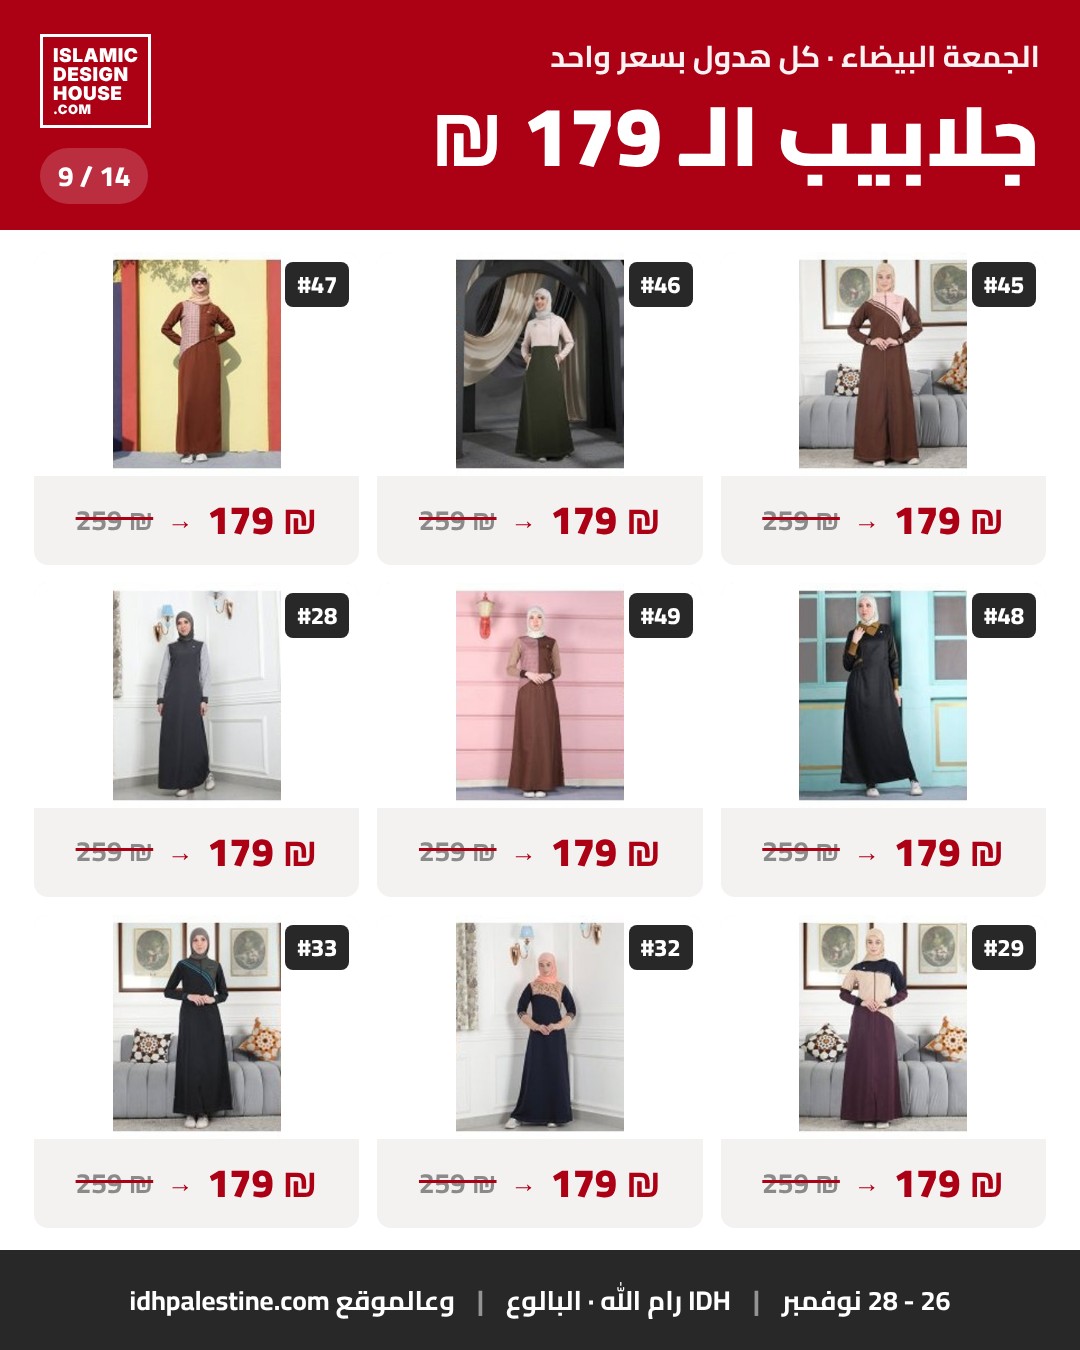 ISLAMIC
DESIGN
HOUSE
.COM
الجمعة البيضاء · كل هدول بسعر واحد
جلابيب الـ 179 ₪
9 / 14
#45
259 ₪ → 179 ₪
#46
259 ₪ → 179 ₪
#47
259 ₪ → 179 ₪
#48
259 ₪ → 179 ₪
#49
259 ₪ → 179 ₪
#28
259 ₪ → 179 ₪
#29
259 ₪ → 179 ₪
#32
259 ₪ → 179 ₪
#33
259 ₪ → 179 ₪
26 - 28 نوفمبر | IDH رام الله · البالوع | وعالموقع idhpalestine.com